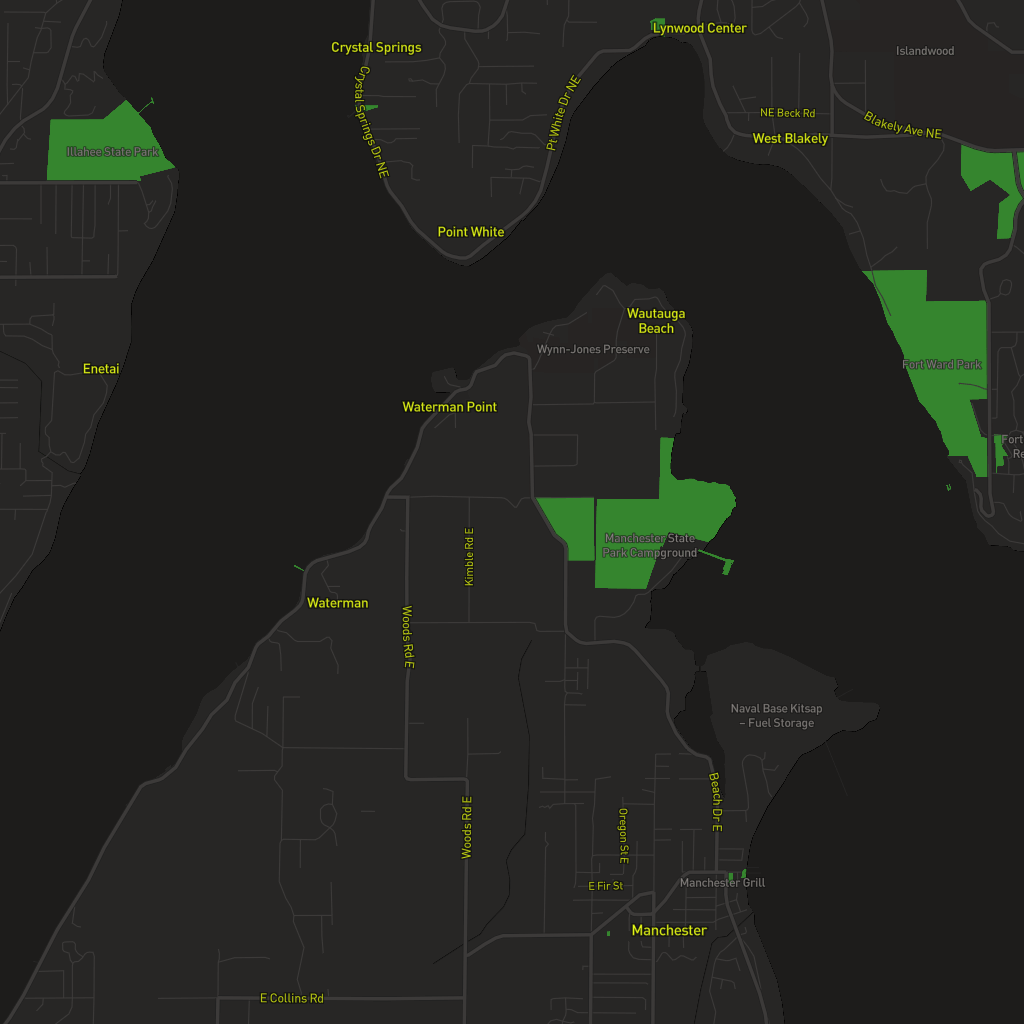 Lynwood Center
Crystal Springs
Islandwood
Crystal Springs Dr NE
Pt White Dr NE
NE Beck Rd
Blakely Ave NE
West Blakely
Illahee State Park
Point White
Wautauga
Beach
Wynn-Jones Preserve
Enetai
Fort Ward Park
Waterman Point
Fort
Re
Manchester State
Park Campground
Kimble Rd E
Waterman
Woods Rd E
Naval Base Kitsap
– Fuel Storage
Beach Dr E
Woods Rd E
Oregon St E
Manchester Grill
E Fir St
Manchester
E Collins Rd